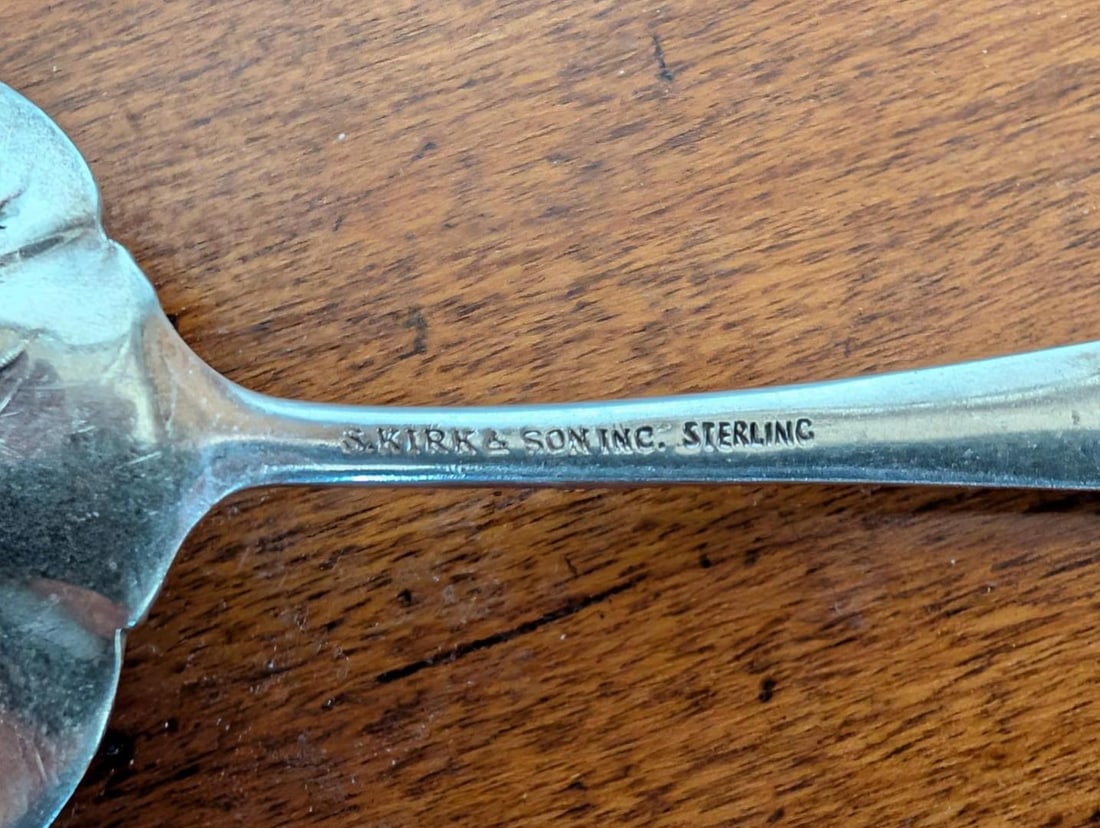 S. KIRK & SON INC. STERLING